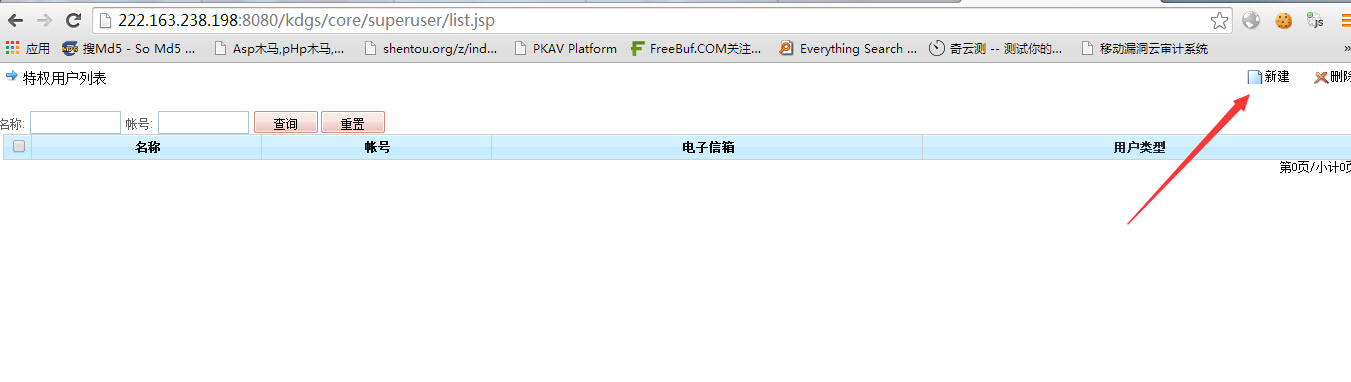 222.163.238.198:8080/kdgs/core/superuser/list.jsp
应用 搜Md5 - So Md5 ... Asp木马,pHp木马,... shentou.org/z/ind... PKAV Platform FreeBuf.COM关注... Everything Search ... 奇云测 -- 测试你的... 移动漏洞云审计系统 »
特权用户列表 新建 删除
名称: 帐号: 查询 重置
名称 帐号 电子信箱 用户类型
第0页/小计0页